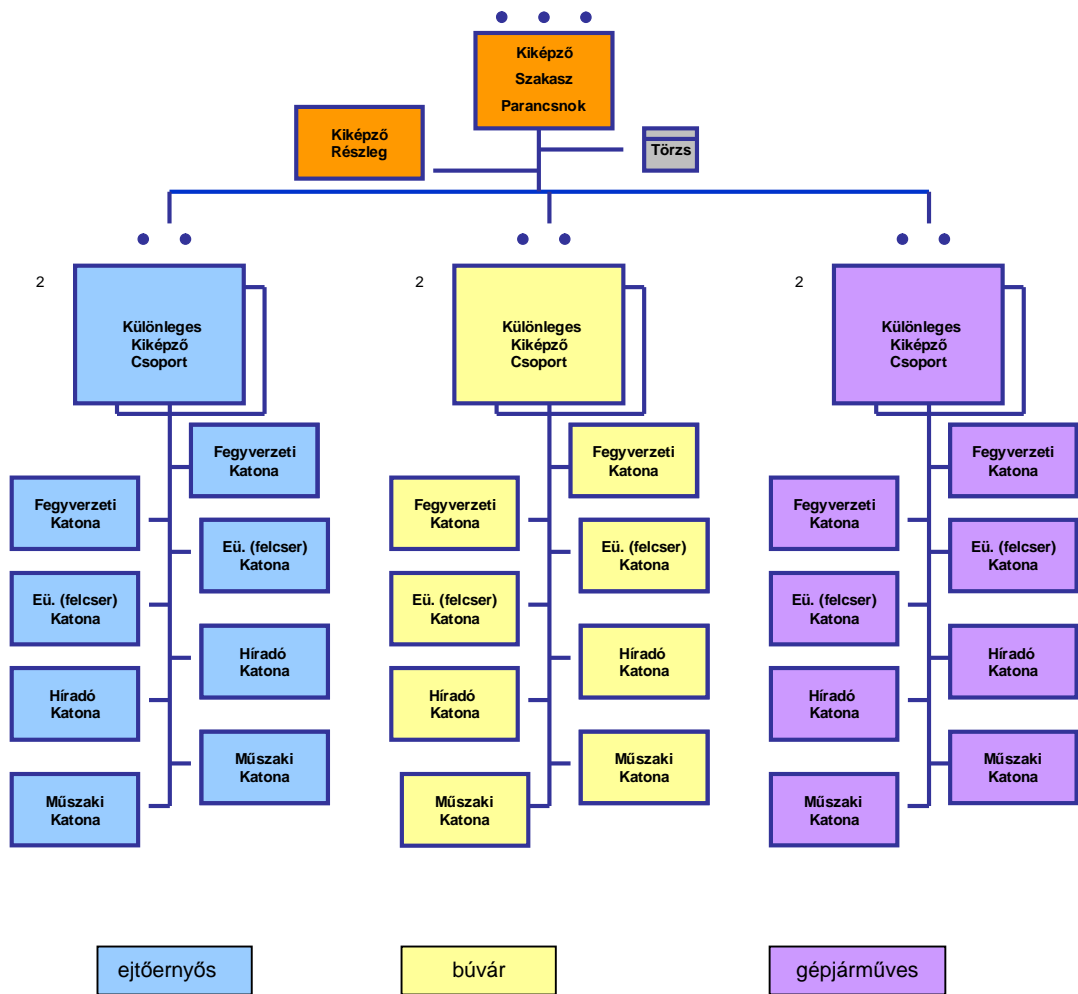 Kiképző
Szakasz
Parancsnok
Kiképző
Részleg
Törzs
2
Különleges
Kiképző
Csoport
2
Különleges
Kiképző
Csoport
2
Különleges
Kiképző
Csoport
Fegyverzeti
Katona
Fegyverzeti
Katona
Eü. (felcser)
Katona
Eü. (felcser)
Katona
Híradó
Katona
Híradó
Katona
Műszaki
Katona
Műszaki
Katona
Fegyverzeti
Katona
Fegyverzeti
Katona
Eü. (felcser)
Katona
Eü. (felcser)
Katona
Híradó
Katona
Híradó
Katona
Műszaki
Katona
Műszaki
Katona
Fegyverzeti
Katona
Fegyverzeti
Katona
Eü. (felcser)
Katona
Eü. (felcser)
Katona
Híradó
Katona
Híradó
Katona
Műszaki
Katona
Műszaki
Katona
ejtőernyős
búvár
gépjárműves